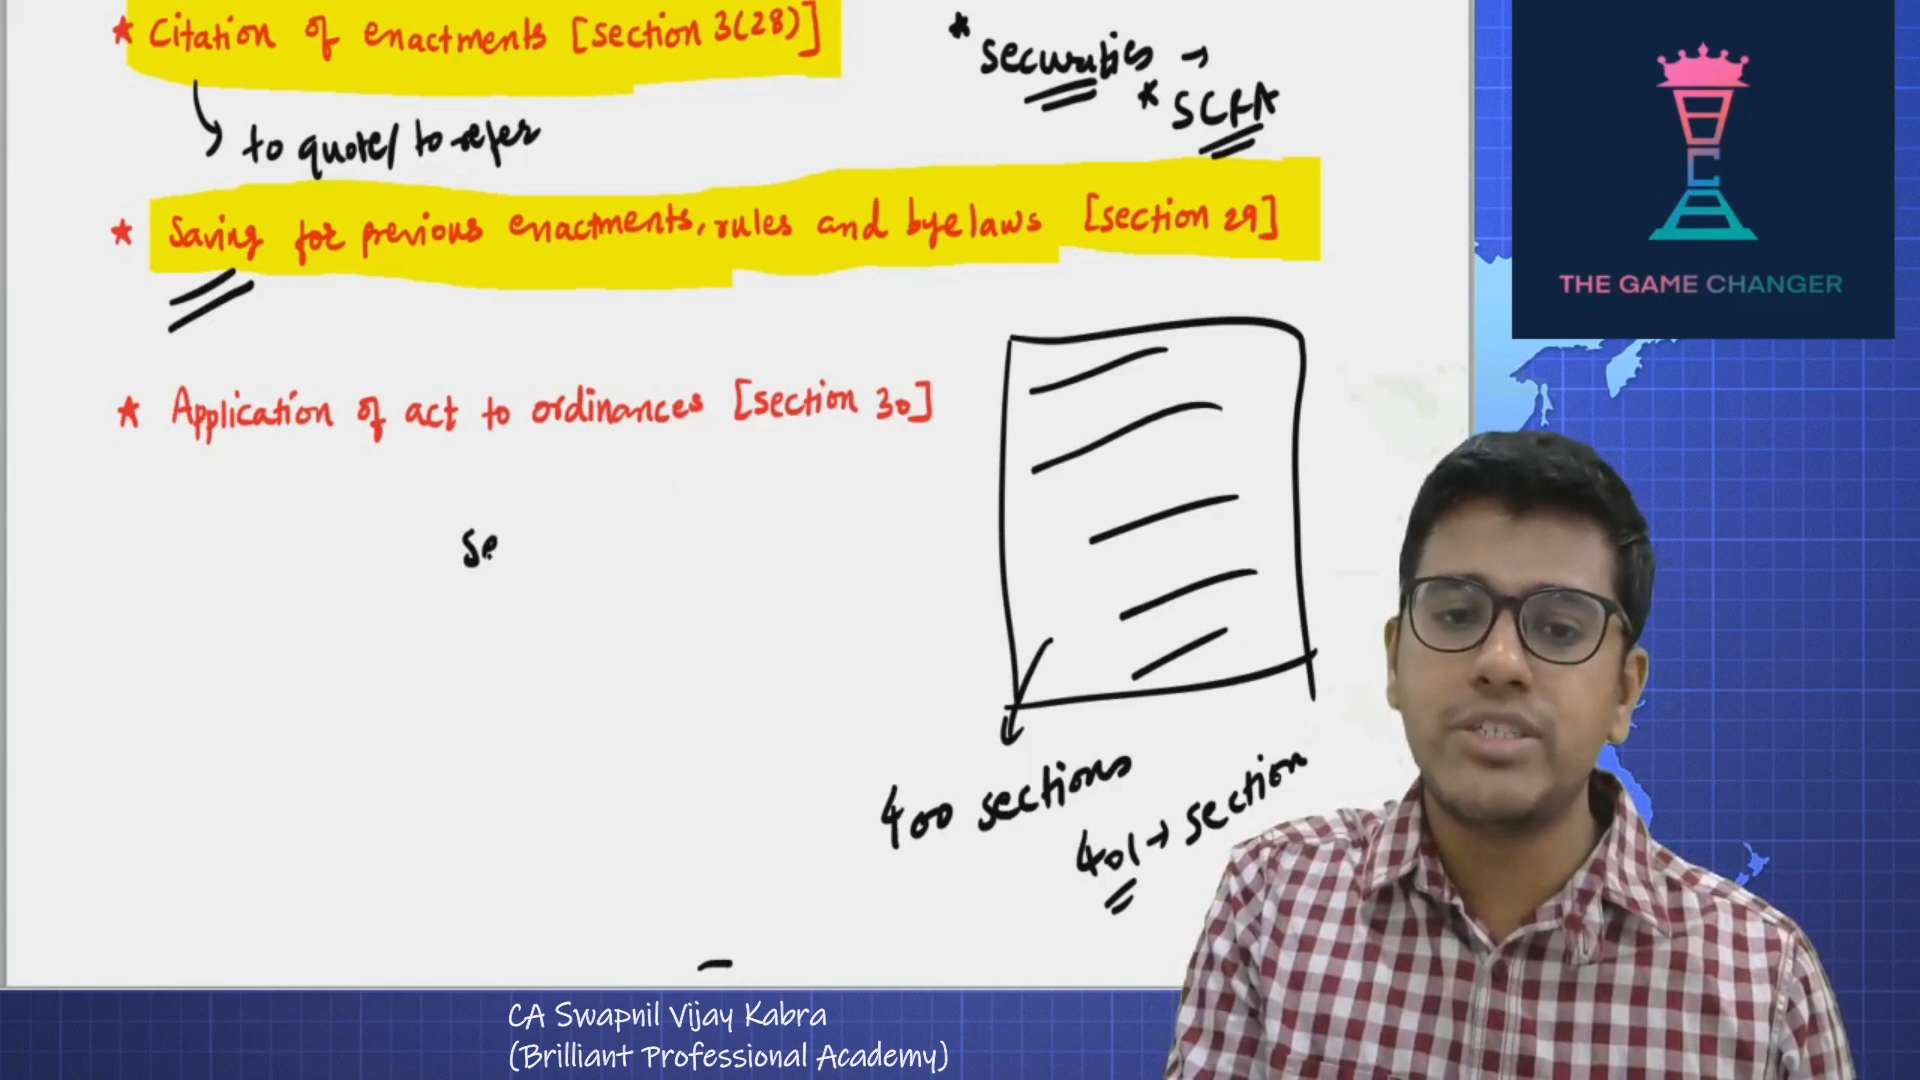 ★ Citation of enactments [section 3(28)]
* securities →
* SCRA
to quote/ to refer
★ Saving for previous enactments, rules and byelaws [section 29]
★ Application of act to ordinances [section 30]
Se
400 sections
401 → section
THE GAME CHANGER
CA Swapnil Vijay Kabra
(Brilliant Professional Academy)